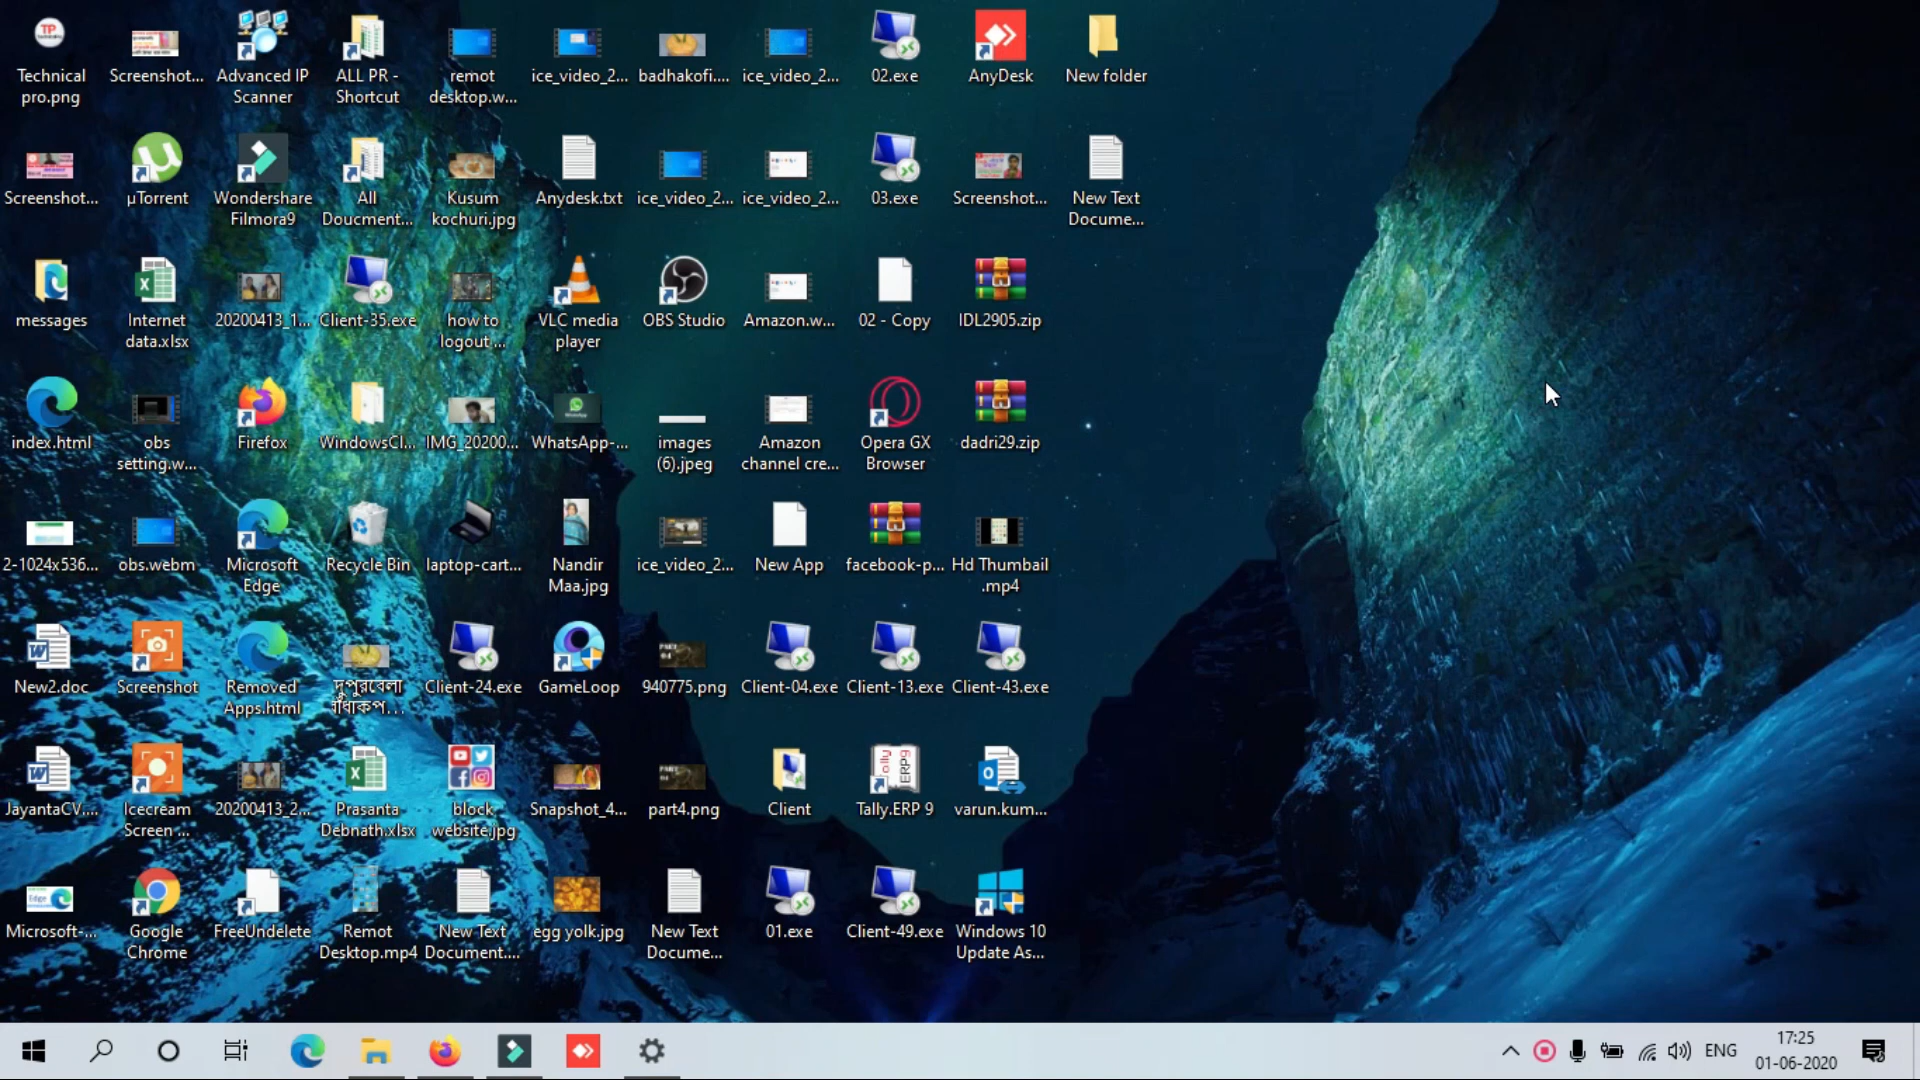 Technical
pro.png
Screenshot...
Advanced IP
Scanner
ALL PR -
Shortcut
remot
desktop.w...
ice_video_2...
badhakofi....
ice_video_2...
02.exe
AnyDesk
New folder
Screenshot...
µTorrent
Wondershare
Filmora9
All
Doucment...
Kusum
kochuri.jpg
Anydesk.txt
ice_video_2...
ice_video_2...
03.exe
Screenshot...
New Text
Docume...
messages
Internet
data.xlsx
20200413_1...
Client-35.exe
how to
logout ...
VLC media
player
OBS Studio
Amazon.w...
02 - Copy
IDL2905.zip
index.html
obs
setting.w...
Firefox
WindowsCl...
IMG_20200...
WhatsApp-...
images
(6).jpeg
Amazon
channel cre...
Opera GX
Browser
dadri29.zip
2-1024x536...
obs.webm
Microsoft
Edge
Recycle Bin
laptop-cart...
Nandir
Maa.jpg
ice_video_2...
New App
facebook-p...
Hd Thumbail
.mp4
New2.doc
Screenshot
Removed
Apps.html
দুপুরবেলা
বাঁধাকপ...
Client-24.exe
GameLoop
940775.png
Client-04.exe
Client-13.exe
Client-43.exe
JayantaCV....
Icecream
Screen ...
20200413_2...
Prasanta
Debnath.xlsx
block
website.jpg
Snapshot_4...
part4.png
Client
Tally.ERP 9
varun.kum...
Microsoft-...
Google
Chrome
FreeUndelete
Remot
Desktop.mp4
New Text
Document....
egg yolk.jpg
New Text
Docume...
01.exe
Client-49.exe
Windows 10
Update As...
ENG
17:25
01-06-2020